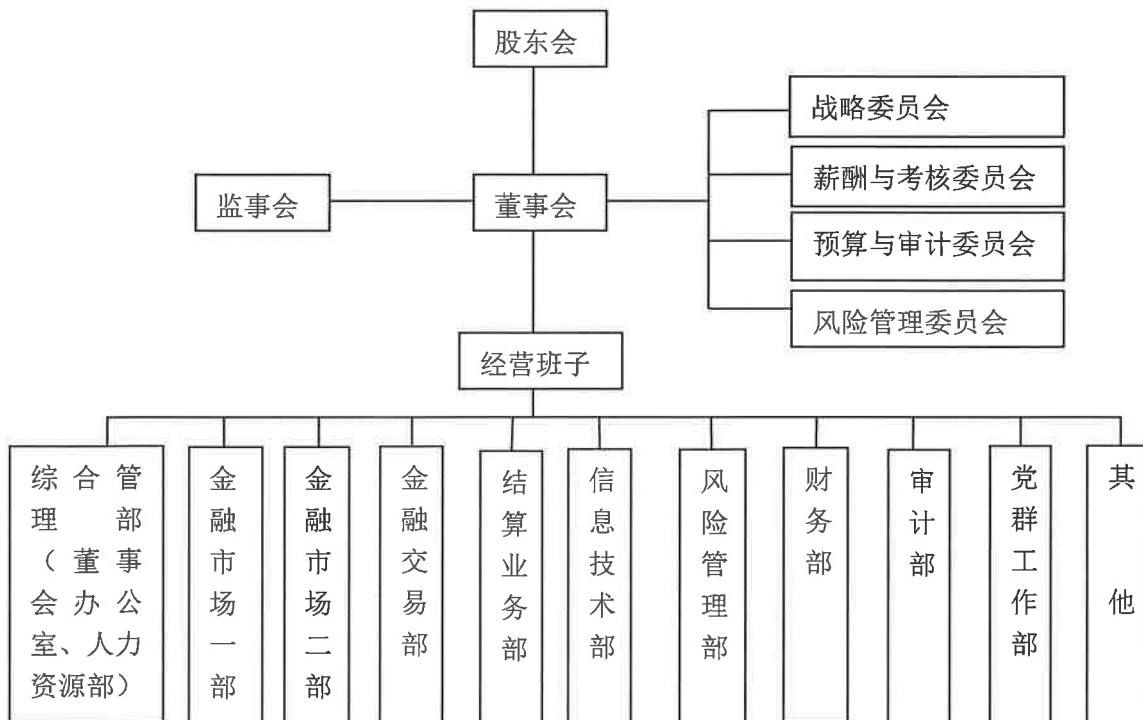 股东会
战略委员会
薪酬与考核委员会
监事会
董事会
预算与审计委员会
风险管理委员会
经营班子
综合管
理部
（董事
会办公
室、人力
资源部）
金融市场一部
金融市场二部
金融交易部
结算业务部
信息技术部
风险管理部
财务部
审计部
党群工作部
其他